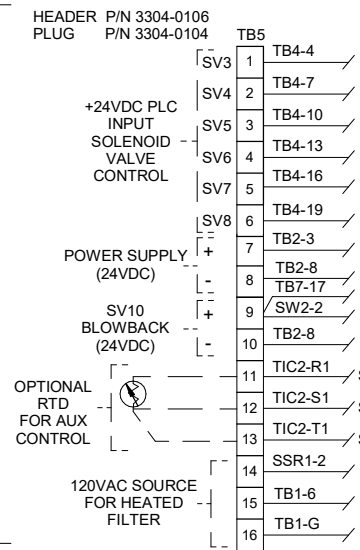 HEADER P/N 3304-0106
PLUG P/N 3304-0104 TB5
SV3 1 TB4-4
SV4 2 TB4-7
+24VDC PLC
INPUT
SOLENOID
VALVE
CONTROL
SV5 3 TB4-10
SV6 4 TB4-13
SV7 5 TB4-16
SV8 6 TB4-19
POWER SUPPLY
(24VDC)
+ 7 TB2-3
- 8 TB2-8
TB7-17
SV10
BLOWBACK
(24VDC)
+ 9 SW2-2
- 10 TB2-8
OPTIONAL
RTD
FOR AUX
CONTROL
11 TIC2-R1
12 TIC2-S1
13 TIC2-T1
120VAC SOURCE
FOR HEATED
FILTER
14 SSR1-2
15 TB1-6
16 TB1-G